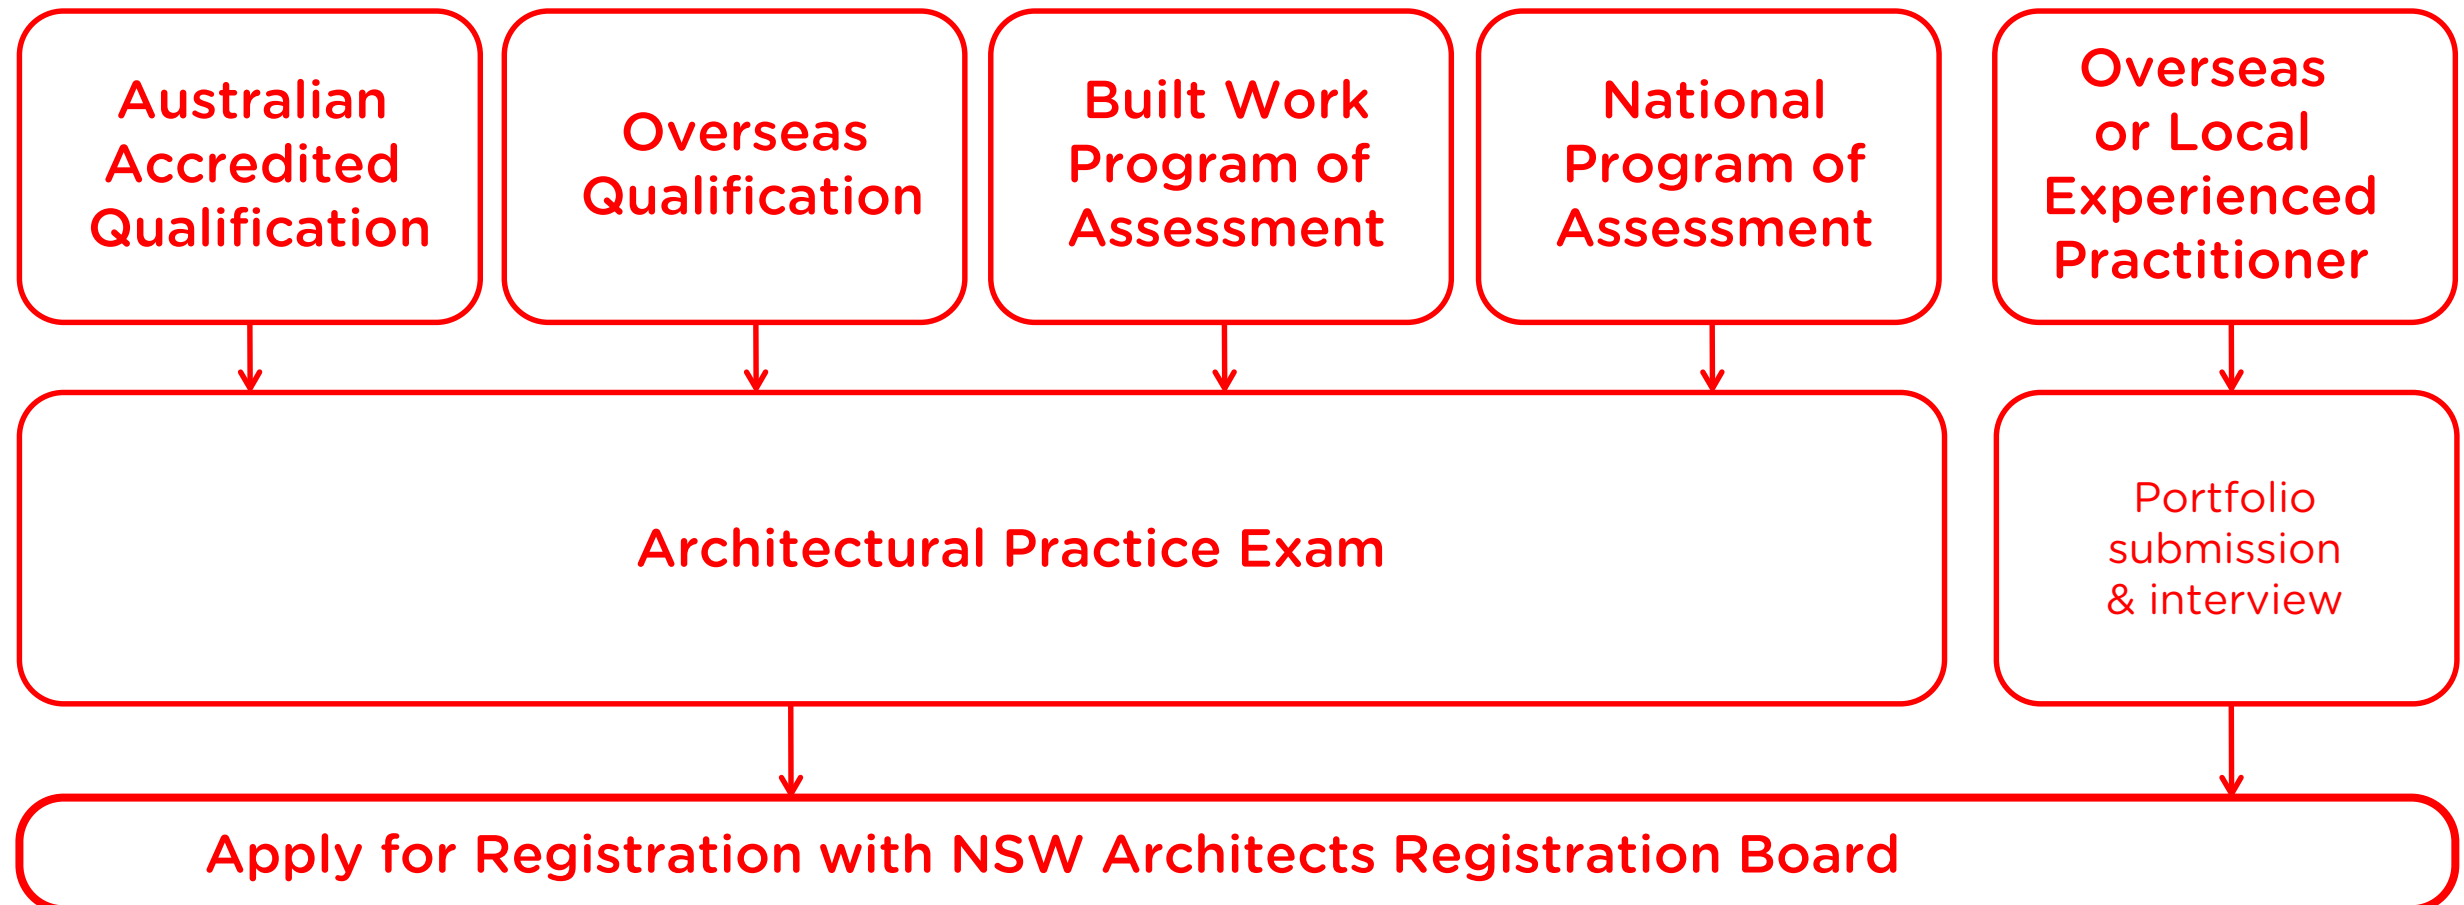 Australian
Accredited
Qualification
Overseas
Qualification
Built Work
Program of
Assessment
National
Program of
Assessment
Overseas
or Local
Experienced
Practitioner
Architectural Practice Exam
Portfolio
submission
& interview
Apply for Registration with NSW Architects Registration Board